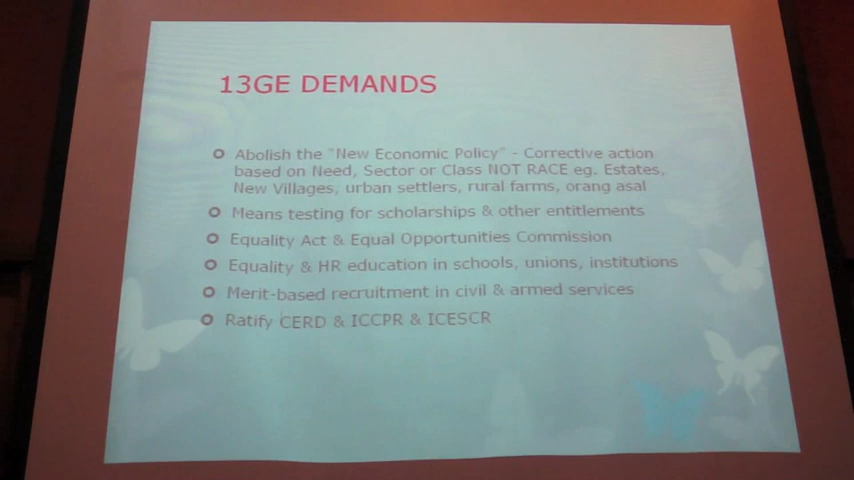 13GE DEMANDS
Abolish the "New Economic Policy" - Corrective action
based on Need, Sector or Class NOT RACE eg. Estates,
New Villages, urban settlers, rural farms, orang asal
Means testing for scholarships & other entitlements
Equality Act & Equal Opportunities Commission
Equality & HR education in schools, unions, institutions
Merit-based recruitment in civil & armed services
Ratify CERD & ICCPR & ICESCR